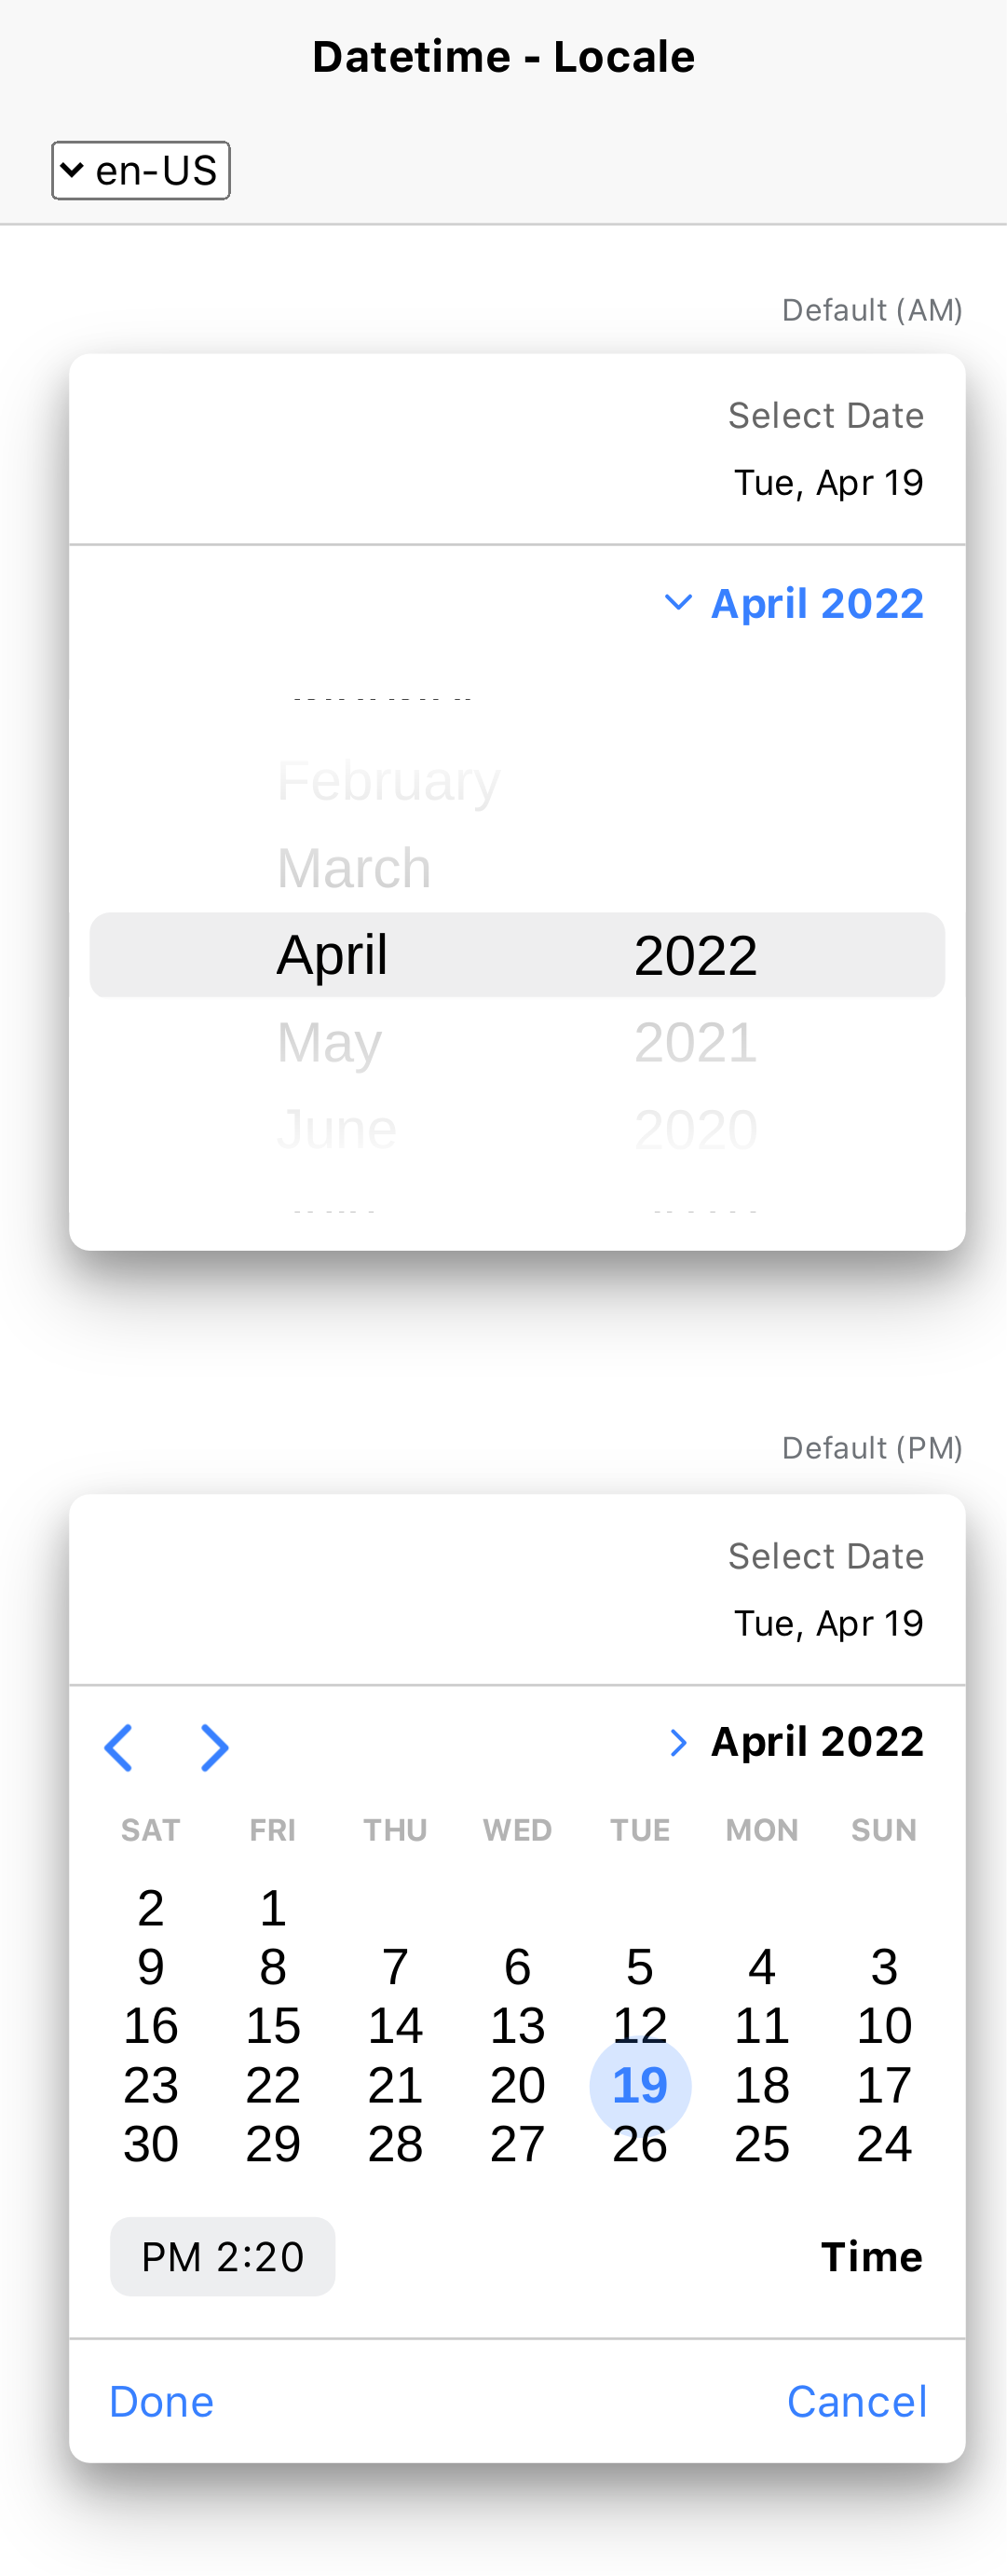 Datetime - Locale
en-US
Default (AM)
Select Date
Tue, Apr 19
April 2022
February
March
April 2022
May 2021
June 2020
Default (PM)
Select Date
Tue, Apr 19
April 2022
SAT FRI THU WED TUE MON SUN
2 1
9 8 7 6 5 4 3
16 15 14 13 12 11 10
23 22 21 20 19 18 17
30 29 28 27 26 25 24
PM 2:20 Time
Done Cancel